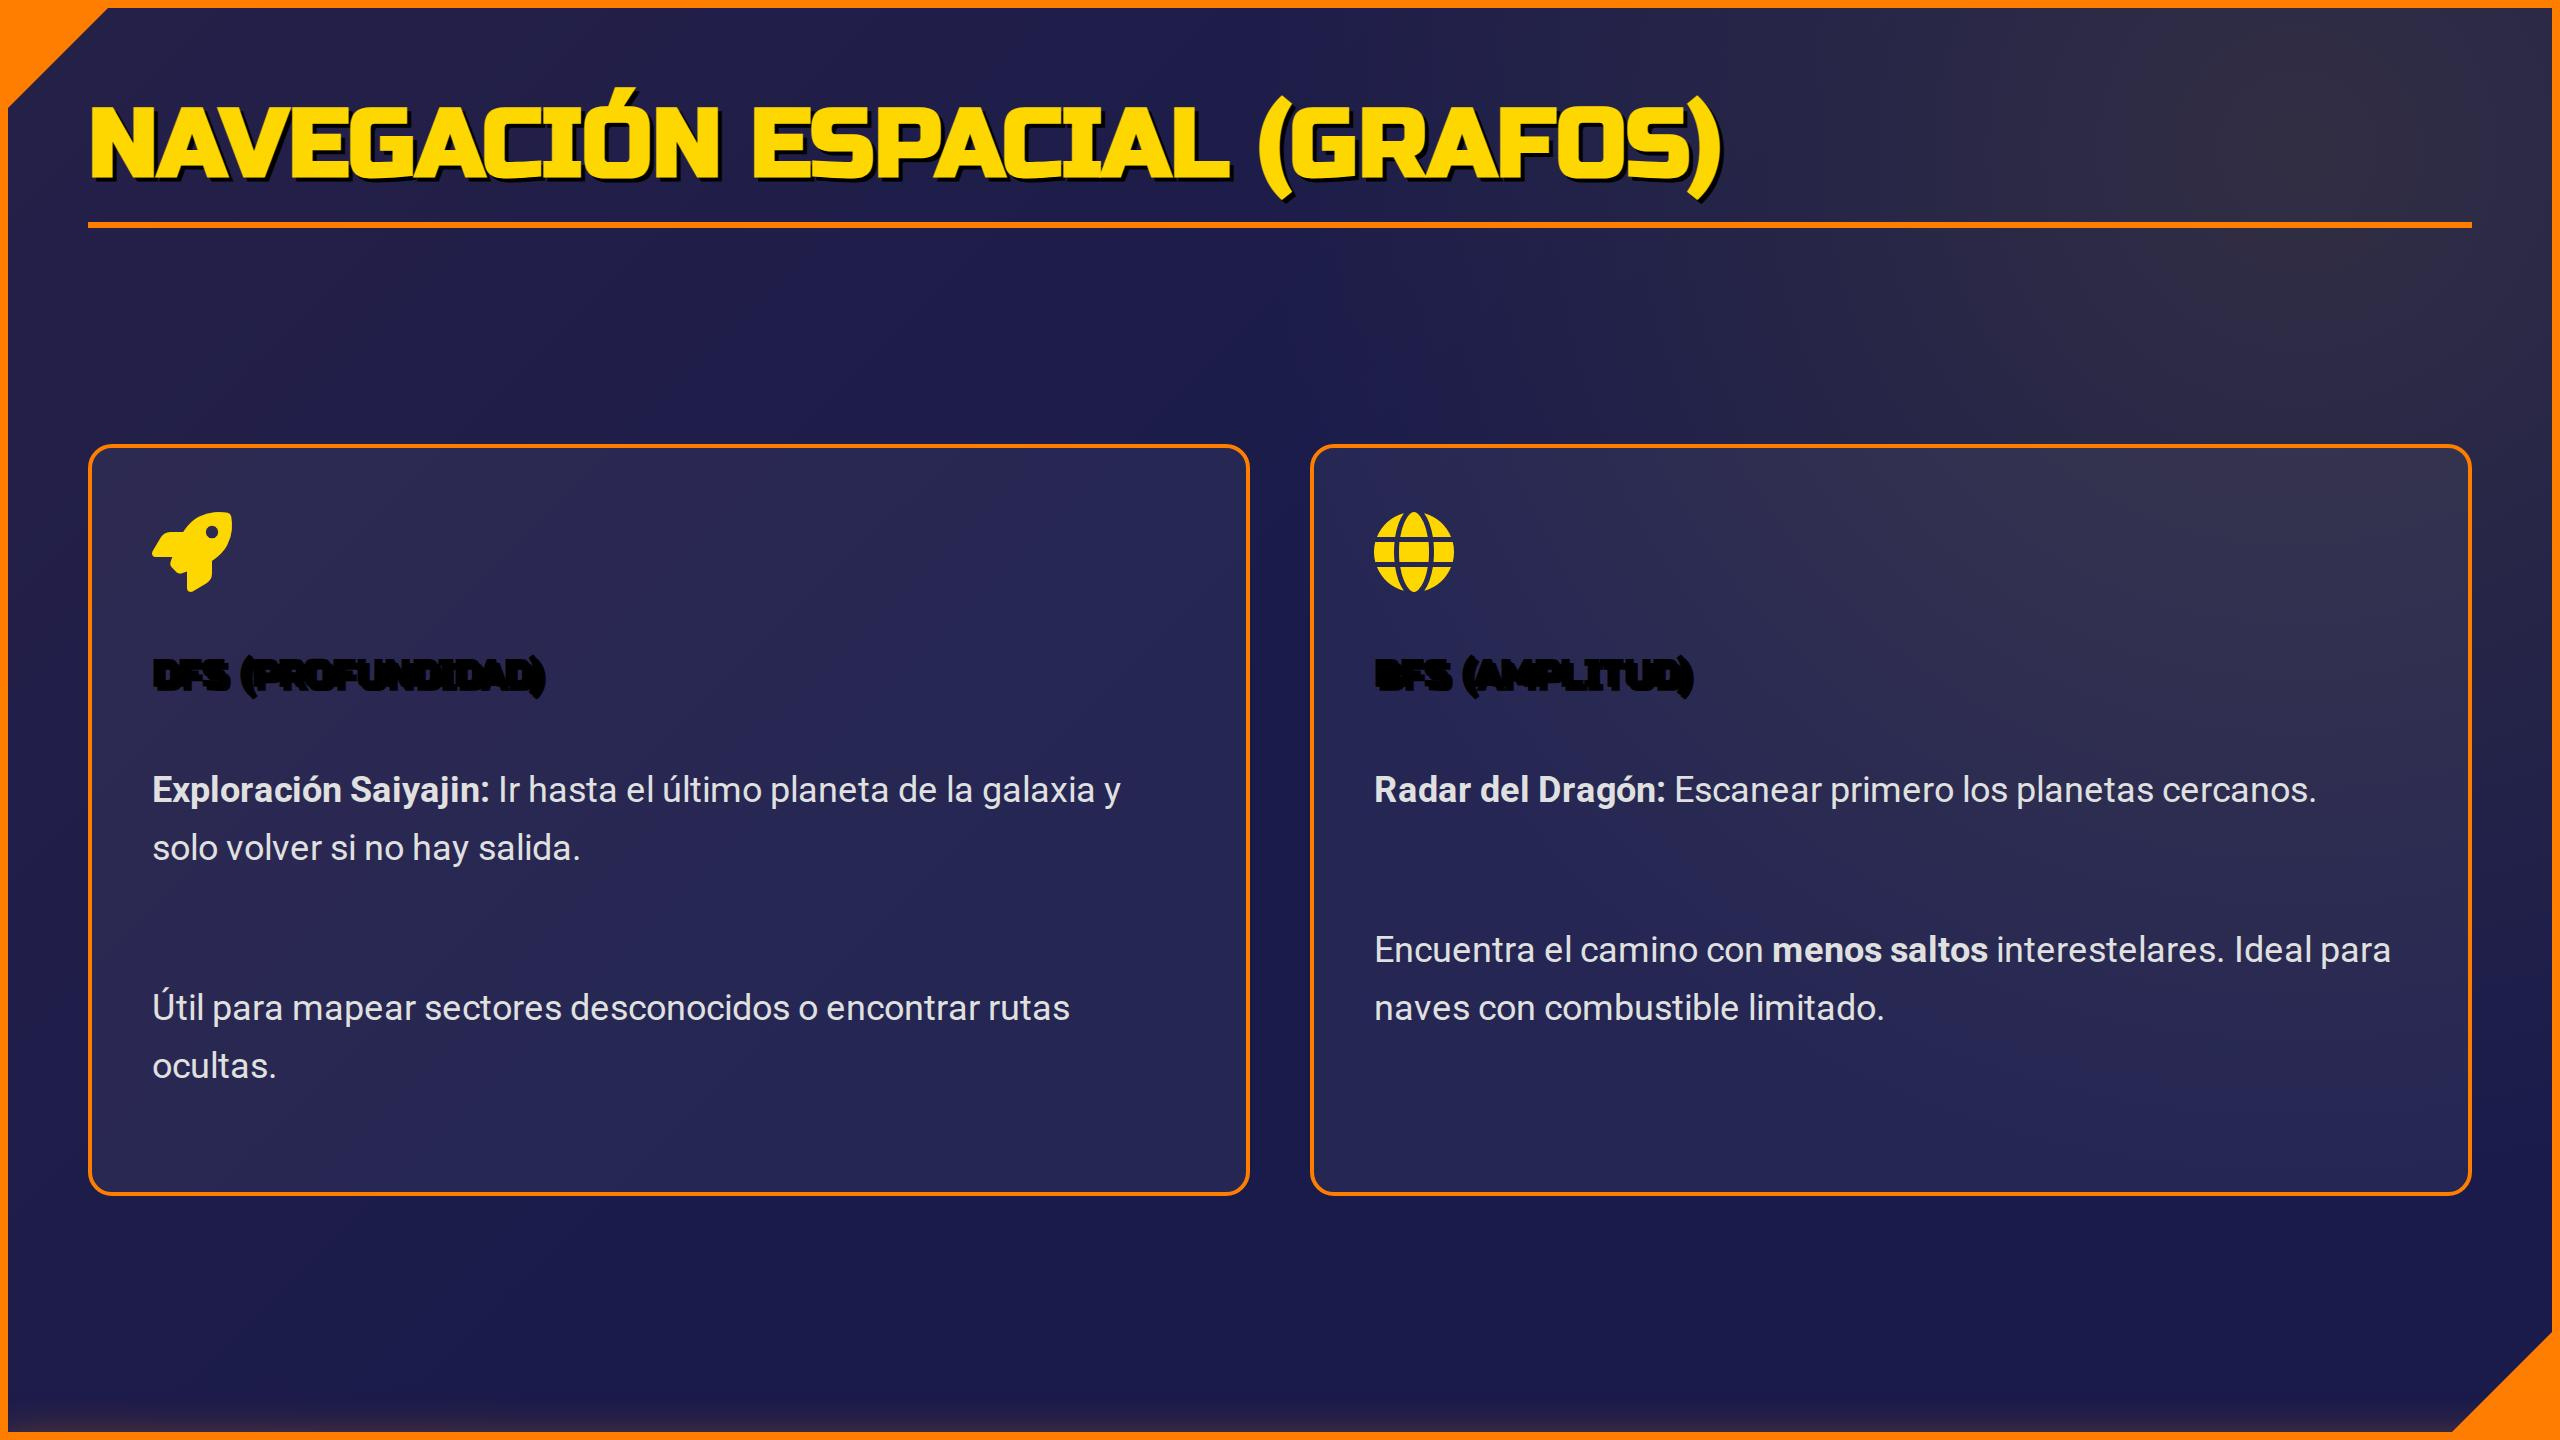 NAVEGACIÓN ESPACIAL (GRAFOS)
DFS (PROFUNDIDAD)
Exploración Saiyajin: Ir hasta el último planeta de la galaxia y
solo volver si no hay salida.
Útil para mapear sectores desconocidos o encontrar rutas
ocultas.
BFS (AMPLITUD)
Radar del Dragón: Escanear primero los planetas cercanos.
Encuentra el camino con menos saltos interestelares. Ideal para
naves con combustible limitado.